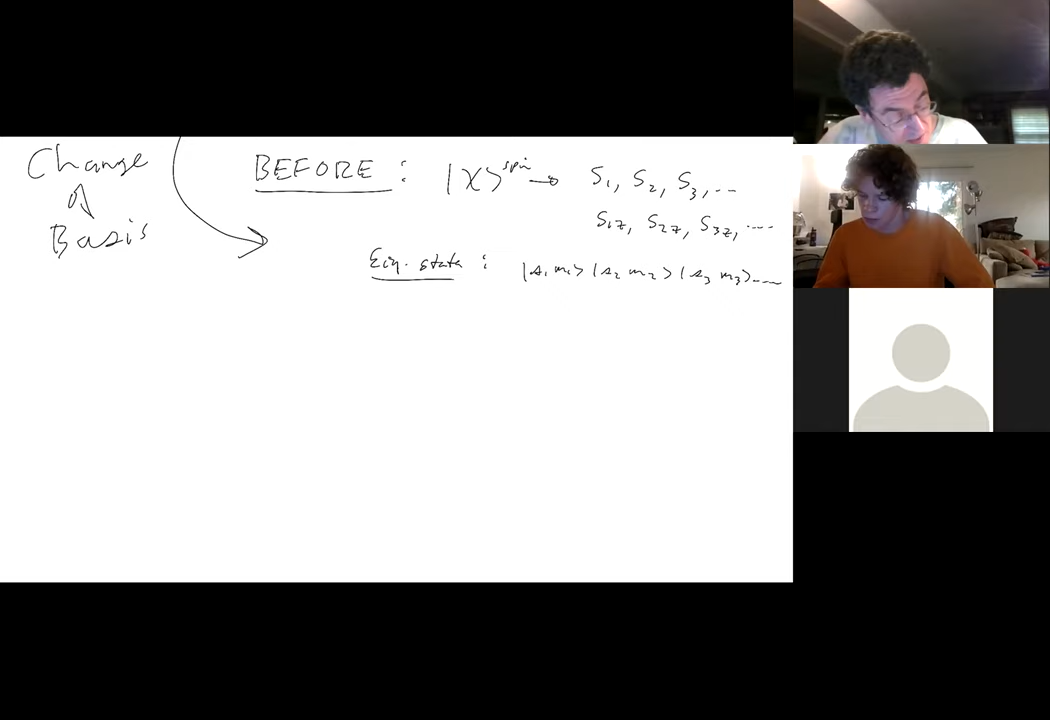 Change
of
Basis
BEFORE : |χ⟩^spin → S₁, S₂, S₃, ...
S₁z, S₂z, S₃z, ....
Eig. state : |s₁ m₁⟩ |s₂ m₂⟩ |s₃ m₃⟩ ....